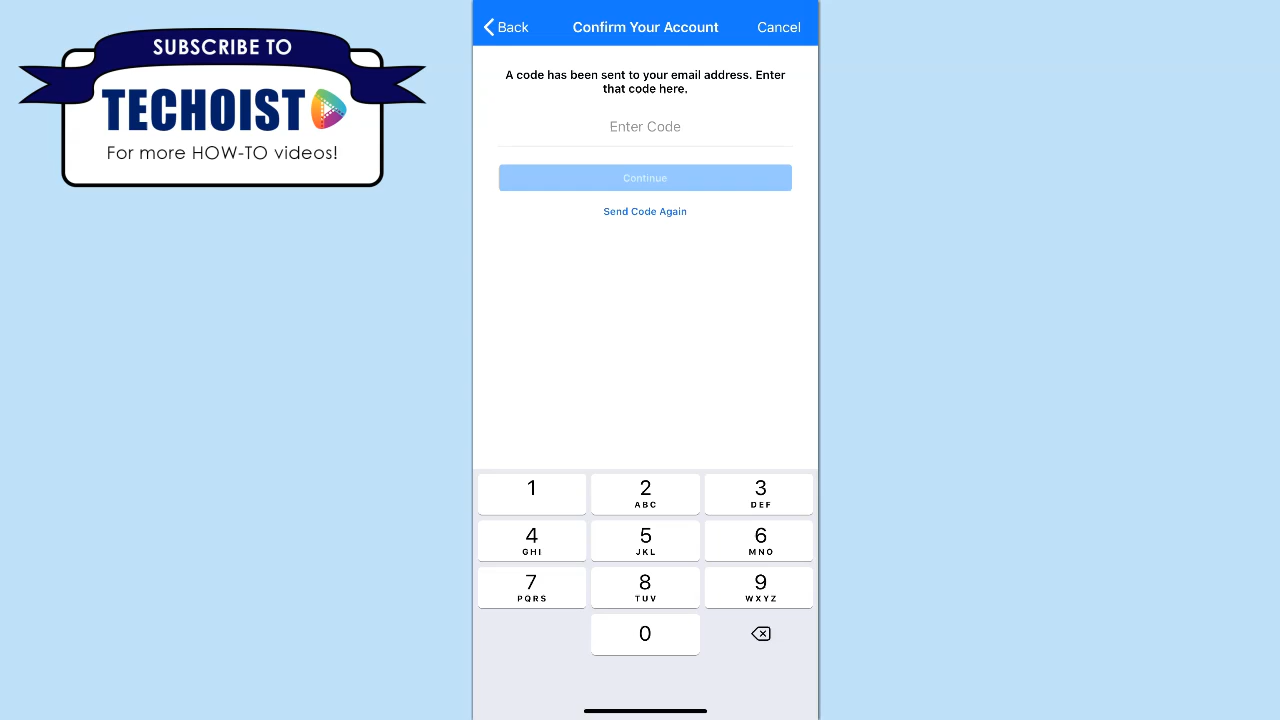 SUBSCRIBE TO
TECHOIST
For more HOW-TO videos!
Back Confirm Your Account Cancel
A code has been sent to your email address. Enter
that code here.
Enter Code
Continue
Send Code Again
1 2 3
ABC DEF
4 5 6
GHI JKL MNO
7 8 9
PQRS TUV WXYZ
0